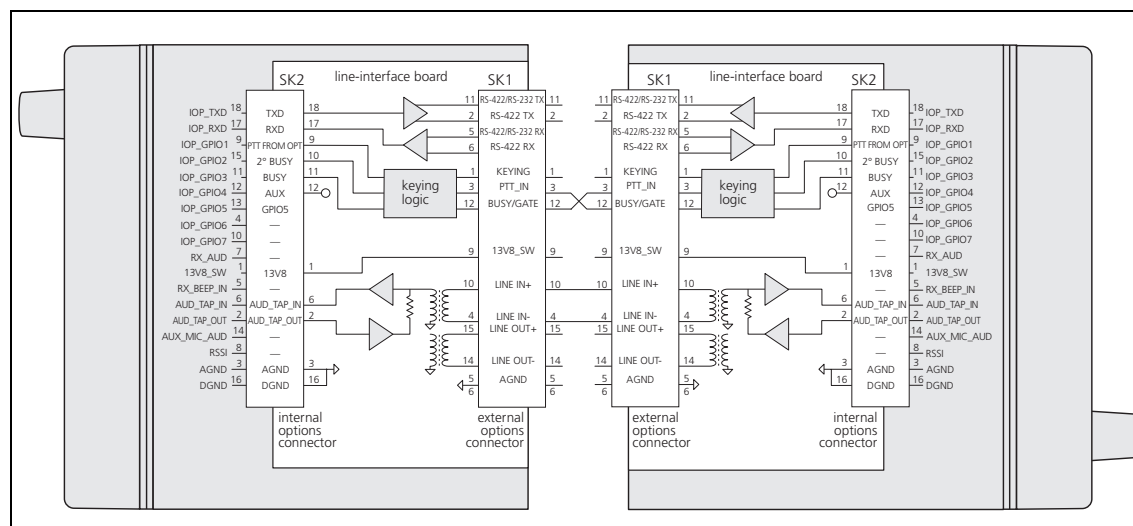 SK2 line-interface board SK1 SK1 line-interface board SK2
IOP_TXD 18 TXD 18 11 RS-422/RS-232 TX 11 11 RS-422/RS-232 TX 11 18 TXD 18 IOP_TXD
2 RS-422 TX 2 2 RS-422 TX 2
IOP_RXD 17 RXD 17 5 RS-422/RS-232 RX RS-422/RS-232 RX 5 17 RXD 17 IOP_RXD
IOP_GPIO1 9 PTT FROM OPT 9 6 RS-422 RX RS-422 RX 6 9 PTT FROM OPT 9 IOP_GPIO1
IOP_GPIO2 15 2° BUSY 10 10 2° BUSY 15 IOP_GPIO2
IOP_GPIO3 11 BUSY 11 keying logic 1 KEYING 1 1 KEYING 1 keying logic 11 BUSY 11 IOP_GPIO3
IOP_GPIO4 12 AUX 12 3 PTT_IN 3 3 PTT_IN 3 12 AUX 12 IOP_GPIO4
IOP_GPIO5 13 GPIO5 12 BUSY/GATE 12 12 BUSY/GATE 12 GPIO5 13 IOP_GPIO5
IOP_GPIO6 4 — — 4 IOP_GPIO6
IOP_GPIO7 10 — — 10 IOP_GPIO7
RX_AUD 7 — 9 13V8_SW 9 9 13V8_SW 9 — 7 RX_AUD
13V8_SW 1 13V8 1 1 13V8 1 13V8_SW
RX_BEEP_IN 5 — 10 LINE IN+ 10 10 LINE IN+ 10 — 5 RX_BEEP_IN
AUD_TAP_IN 6 AUD_TAP_IN 6 6 AUD_TAP_IN 6 AUD_TAP_IN
AUD_TAP_OUT 2 AUD_TAP_OUT 2 4 LINE IN- 4 4 LINE IN- 4 2 AUD_TAP_OUT 2 AUD_TAP_OUT
AUX_MIC_AUD 14 — 15 LINE OUT+ 15 15 LINE OUT+ 15 — 14 AUX_MIC_AUD
RSSI 8 — 14 LINE OUT- 14 14 LINE OUT- 14 — 8 RSSI
AGND 3 AGND 3 5 AGND 5 5 AGND 5 3 AGND 3 AGND
DGND 16 DGND 16 6 6 6 6 16 DGND 16 DGND
internal options connector
external options connector
external options connector
internal options connector